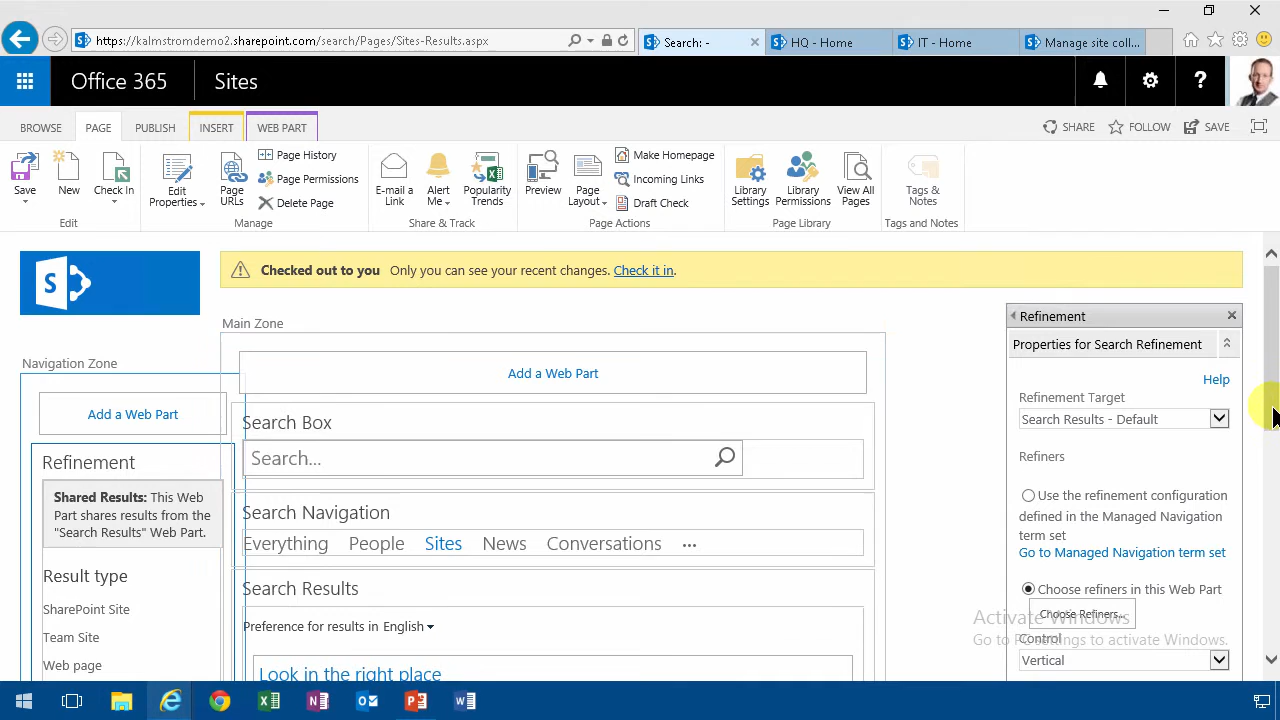 https://kalmstromdemo2.sharepoint.com/search/Pages/Sites-Results.aspx
Search:
HQ - Home
IT - Home
Manage site coll...
Office 365
Sites
BROWSE
PAGE
PUBLISH
INSERT
WEB PART
SHARE
FOLLOW
SAVE
Save
New
Check In
Edit
Properties
Page
URLs
Page History
Page Permissions
Delete Page
E-mail a
Link
Alert
Me
Popularity
Trends
Preview
Page
Layout
Make Homepage
Incoming Links
Draft Check
Library
Settings
Library
Permissions
View All
Pages
Tags &
Notes
Edit
Manage
Share & Track
Page Actions
Page Library
Tags and Notes
Checked out to you Only you can see your recent changes. Check it in.
Main Zone
Navigation Zone
Add a Web Part
Add a Web Part
Refinement
Shared Results: This Web
Part shares results from the
"Search Results" Web Part.
Result type
SharePoint Site
Team Site
Web page
Search Box
Search...
Search Navigation
Everything People Sites News Conversations ...
Search Results
Preference for results in English
Look in the right place
Refinement
Properties for Search Refinement
Help
Refinement Target
Search Results - Default
Refiners
Use the refinement configuration
defined in the Managed Navigation
term set
Go to Managed Navigation term set
Choose refiners in this Web Part
Choose Refiners...
Control
Vertical
Activate Windows
Go to PC settings to activate Windows.